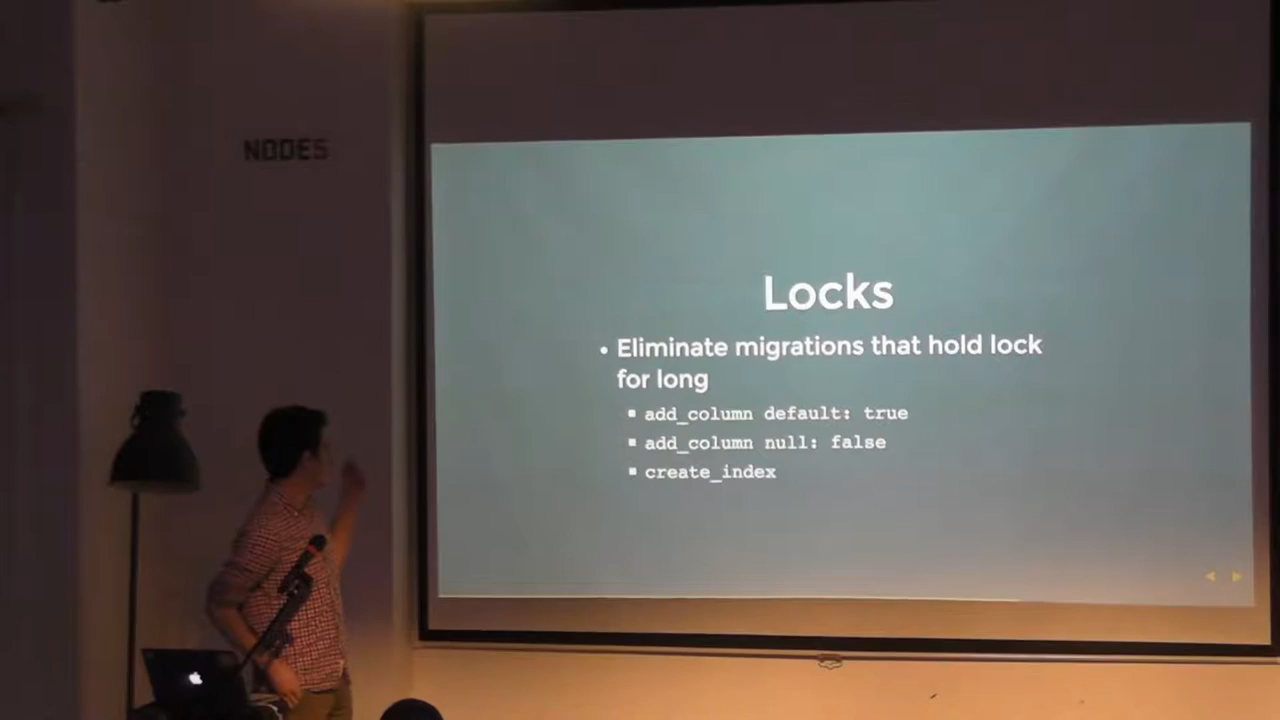 NODES
Locks
• Eliminate migrations that hold lock
for long
▪ add_column default: true
▪ add_column null: false
▪ create_index